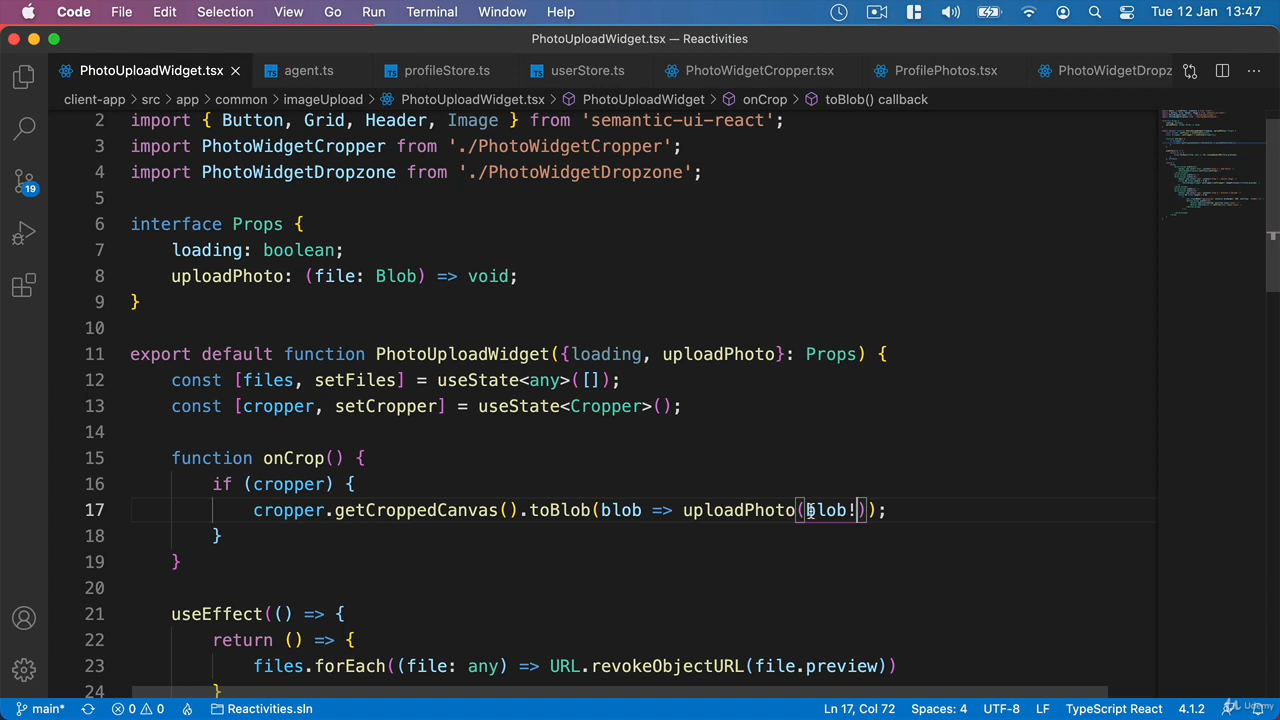 Code File Edit Selection View Go Run Terminal Window Help Tue 12 Jan 13:47
PhotoUploadWidget.tsx — Reactivities
PhotoUploadWidget.tsx agent.ts profileStore.ts userStore.ts PhotoWidgetCropper.tsx ProfilePhotos.tsx PhotoWidgetDropz
client-app › src › app › common › imageUpload › PhotoUploadWidget.tsx › PhotoUploadWidget › onCrop › toBlob() callback
2 import { Button, Grid, Header, Image } from 'semantic-ui-react';
3 import PhotoWidgetCropper from './PhotoWidgetCropper';
4 import PhotoWidgetDropzone from './PhotoWidgetDropzone';
5
6 interface Props {
7 loading: boolean;
8 uploadPhoto: (file: Blob) => void;
9 }
10
11 export default function PhotoUploadWidget({loading, uploadPhoto}: Props) {
12 const [files, setFiles] = useState<any>([]);
13 const [cropper, setCropper] = useState<Cropper>();
14
15 function onCrop() {
16 if (cropper) {
17 cropper.getCroppedCanvas().toBlob(blob => uploadPhoto(blob!));
18 }
19 }
20
21 useEffect(() => {
22 return () => {
23 files.forEach((file: any) => URL.revokeObjectURL(file.preview))
24 }
19
main* 0 0 Reactivities.sln Ln 17, Col 72 Spaces: 4 UTF-8 LF TypeScript React 4.1.2
Udemy